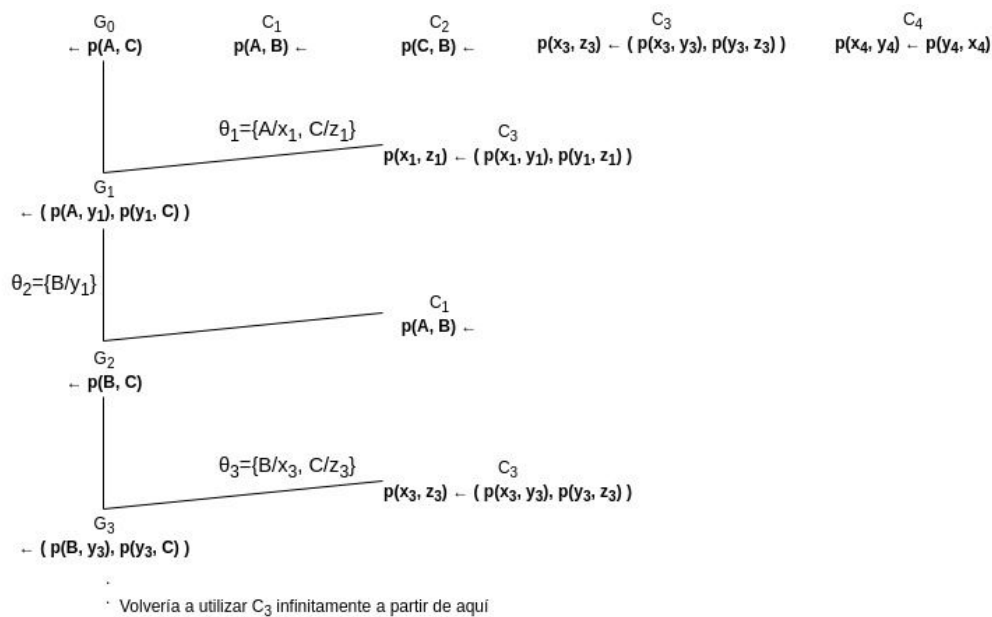 G₀ C₁ C₂ C₃ C₄
← p(A, C) p(A, B) ← p(C, B) ← p(x₃, z₃) ← ( p(x₃, y₃), p(y₃, z₃) ) p(x₄, y₄) ← p(y₄, x₄)
θ₁={A/x₁, C/z₁} C₃
p(x₁, z₁) ← ( p(x₁, y₁), p(y₁, z₁) )
G₁
← ( p(A, y₁), p(y₁, C) )
θ₂={B/y₁}
C₁
p(A, B) ←
G₂
← p(B, C)
θ₃={B/x₃, C/z₃} C₃
p(x₃, z₃) ← ( p(x₃, y₃), p(y₃, z₃) )
G₃
← ( p(B, y₃), p(y₃, C) )
.
. Volvería a utilizar C₃ infinitamente a partir de aquí